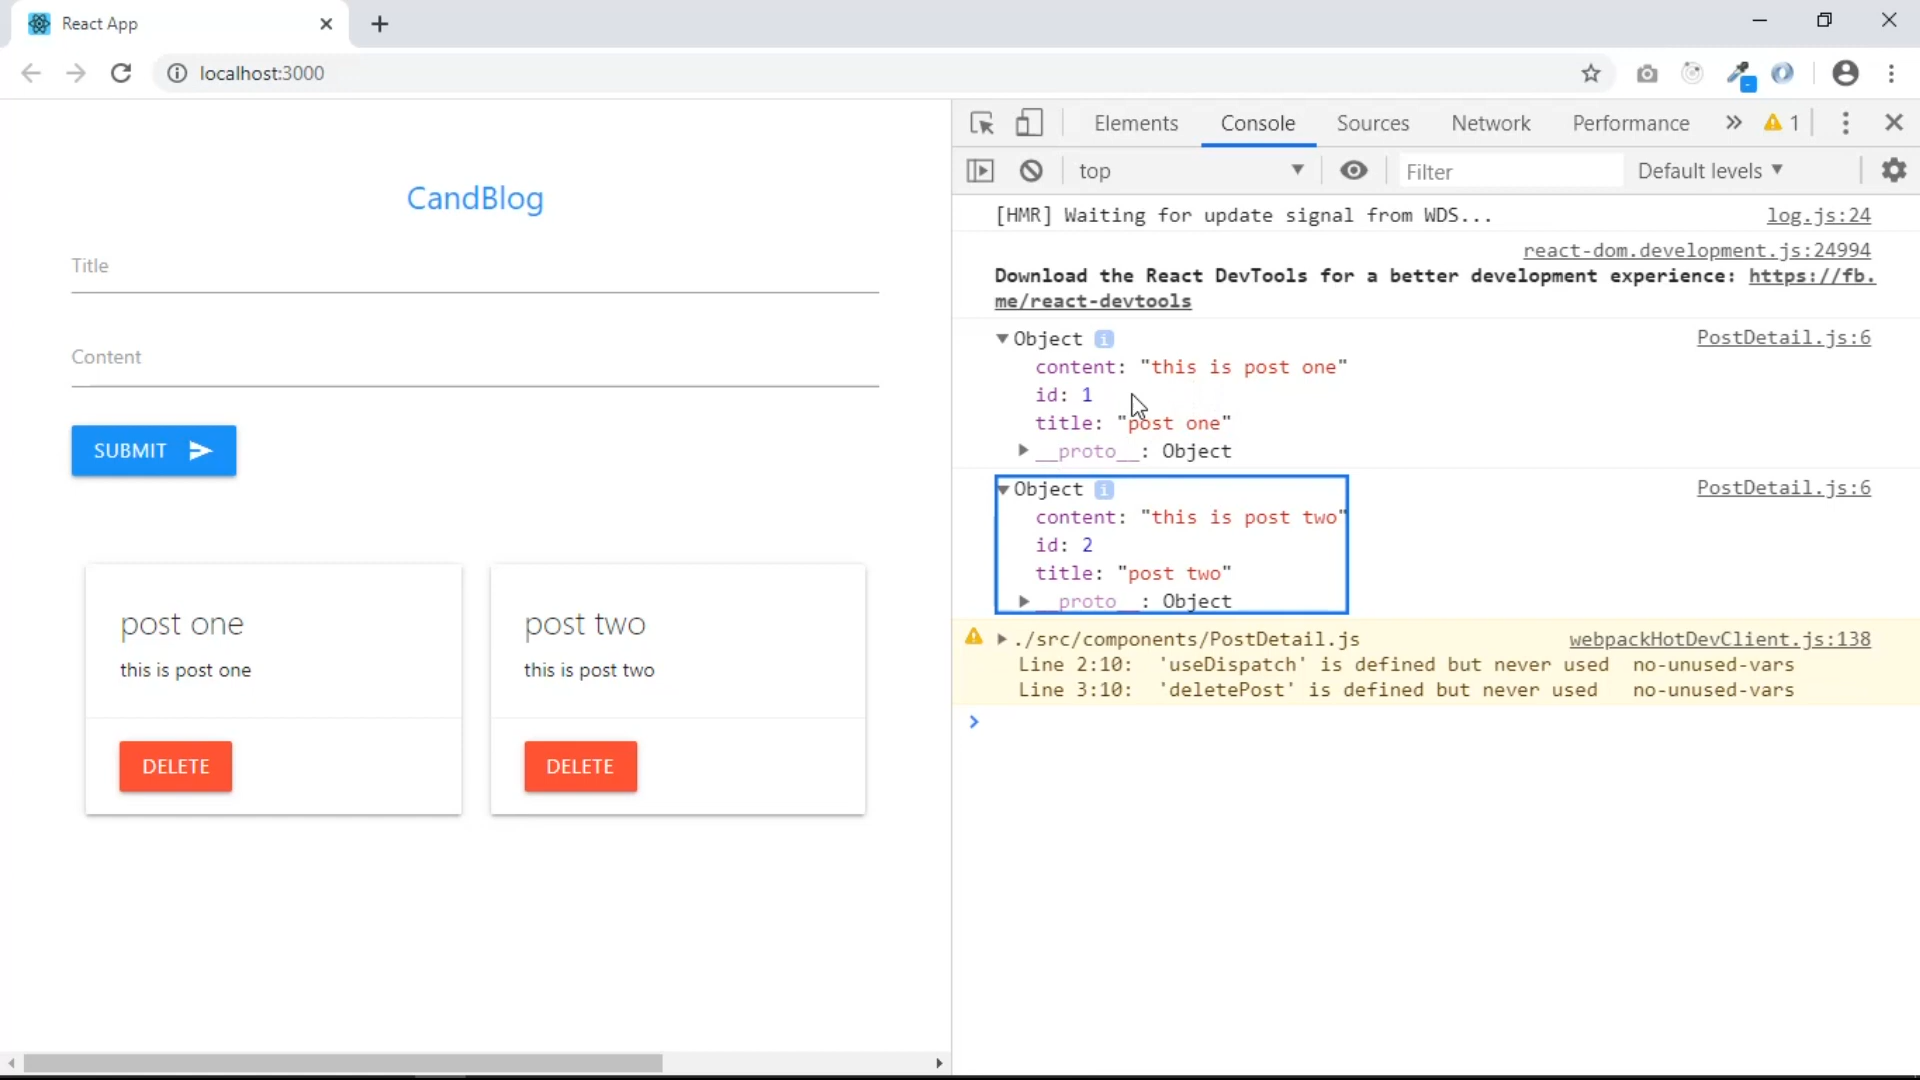 React App
localhost:3000
Elements Console Sources Network Performance 1
top Filter Default levels
CandBlog
Title
Content
SUBMIT
post one
this is post one
DELETE
post two
this is post two
DELETE
[HMR] Waiting for update signal from WDS... log.js:24
react-dom.development.js:24994
Download the React DevTools for a better development experience: https://fb.
me/react-devtools
Object i PostDetail.js:6
content: "this is post one"
id: 1
title: "post one"
__proto__: Object
Object i PostDetail.js:6
content: "this is post two"
id: 2
title: "post two"
__proto__: Object
./src/components/PostDetail.js webpackHotDevClient.js:138
Line 2:10: 'useDispatch' is defined but never used no-unused-vars
Line 3:10: 'deletePost' is defined but never used no-unused-vars